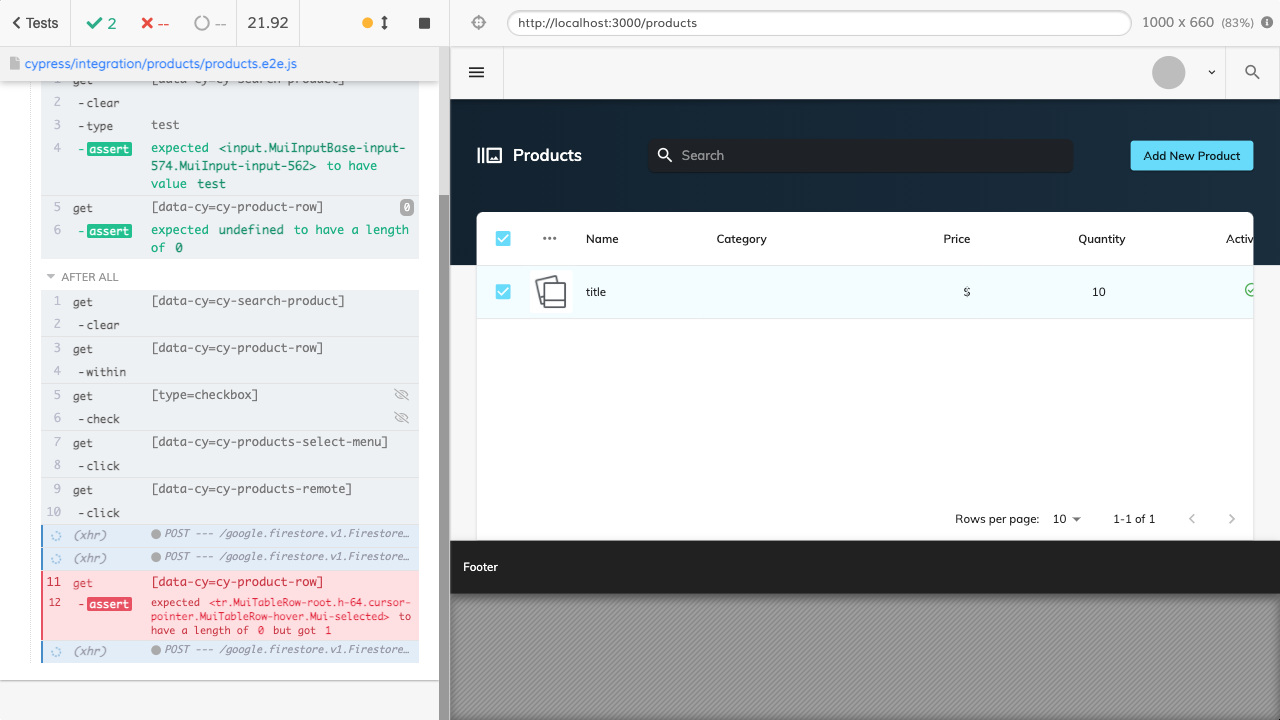 Tests
2
--
--
21.92
http://localhost:3000/products
1000 x 660 (83%)
cypress/integration/products/products.e2e.js
1 get [data-cy=cy-search-product]
2 -clear
3 -type test
4 -assert expected <input.MuiInputBase-input-
574.MuiInput-input-562> to have
value test
5 get [data-cy=cy-product-row] 0
6 -assert expected undefined to have a length
of 0
AFTER ALL
1 get [data-cy=cy-search-product]
2 -clear
3 get [data-cy=cy-product-row]
4 -within
5 get [type=checkbox]
6 -check
7 get [data-cy=cy-products-select-menu]
8 -click
9 get [data-cy=cy-products-remote]
10 -click
(xhr) POST --- /google.firestore.v1.Firestore…
(xhr) POST --- /google.firestore.v1.Firestore…
11 get [data-cy=cy-product-row]
12 -assert expected <tr.MuiTableRow-root.h-64.cursor-
pointer.MuiTableRow-hover.Mui-selected> to
have a length of 0 but got 1
(xhr) POST --- /google.firestore.v1.Firestore…
Products
Search
Add New Product
Name Category Price Quantity Activ
title $ 10
Rows per page: 10 1-1 of 1
Footer